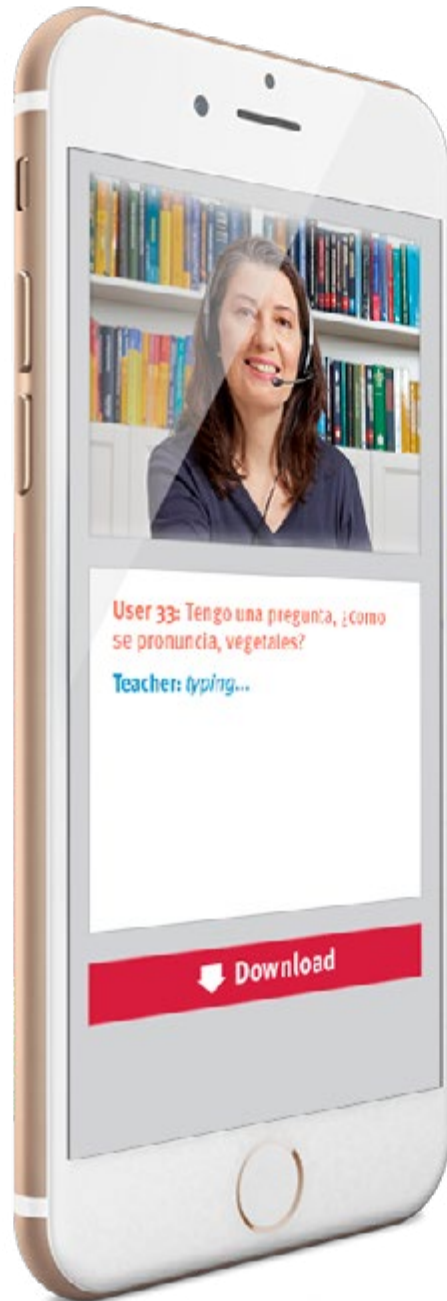 User 33: Tengo una pregunta, ¿como
se pronuncia, vegetales?
Teacher: typing...
Download